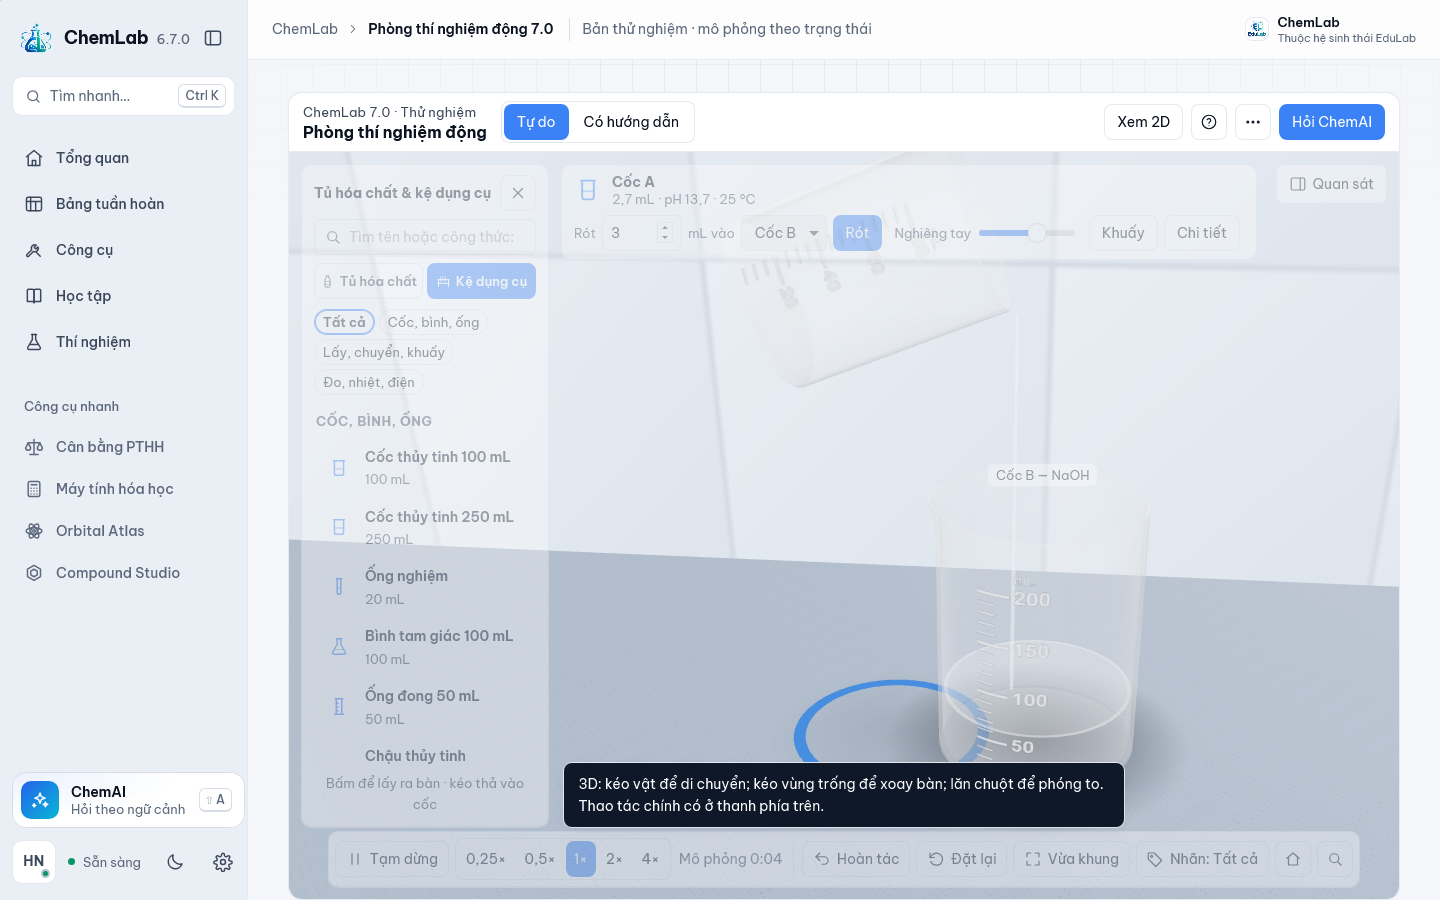 ChemLab 6.7.0
Tìm nhanh... Ctrl K
Tổng quan
Bảng tuần hoàn
Công cụ
Học tập
Thí nghiệm
Công cụ nhanh
Cân bằng PTHH
Máy tính hóa học
Orbital Atlas
Compound Studio
ChemAI
Hỏi theo ngữ cảnh
⇧ A
HN
Sẵn sàng
ChemLab > Phòng thí nghiệm động 7.0 Bản thử nghiệm · mô phỏng theo trạng thái
EduLab
ChemLab
Thuộc hệ sinh thái EduLab
ChemLab 7.0 · Thử nghiệm
Phòng thí nghiệm động
Tự do Có hướng dẫn
Xem 2D
Hỏi ChemAI
Tủ hóa chất & kệ dụng cụ
Tìm tên hoặc công thức:
Tủ hóa chất Kệ dụng cụ
Tất cả Cốc, bình, ống
Lấy, chuyển, khuấy
Đo, nhiệt, điện
CỐC, BÌNH, ỐNG
Cốc thủy tinh 100 mL
100 mL
Cốc thủy tinh 250 mL
250 mL
Ống nghiệm
20 mL
Bình tam giác 100 mL
100 mL
Ống đong 50 mL
50 mL
Chậu thủy tinh
Bấm để lấy ra bàn · kéo thả vào
cốc
Cốc A
2,7 mL · pH 13,7 · 25 °C
Rót 3 mL vào Cốc B Rót Nghiêng tay Khuấy Chi tiết
Quan sát
Cốc B — NaOH
mL
200
150
100
50
3D: kéo vật để di chuyển; kéo vùng trống để xoay bàn; lăn chuột để phóng to.
Thao tác chính có ở thanh phía trên.
Tạm dừng 0,25× 0,5× 1× 2× 4× Mô phỏng 0:04 Hoàn tác Đặt lại Vừa khung Nhãn: Tất cả